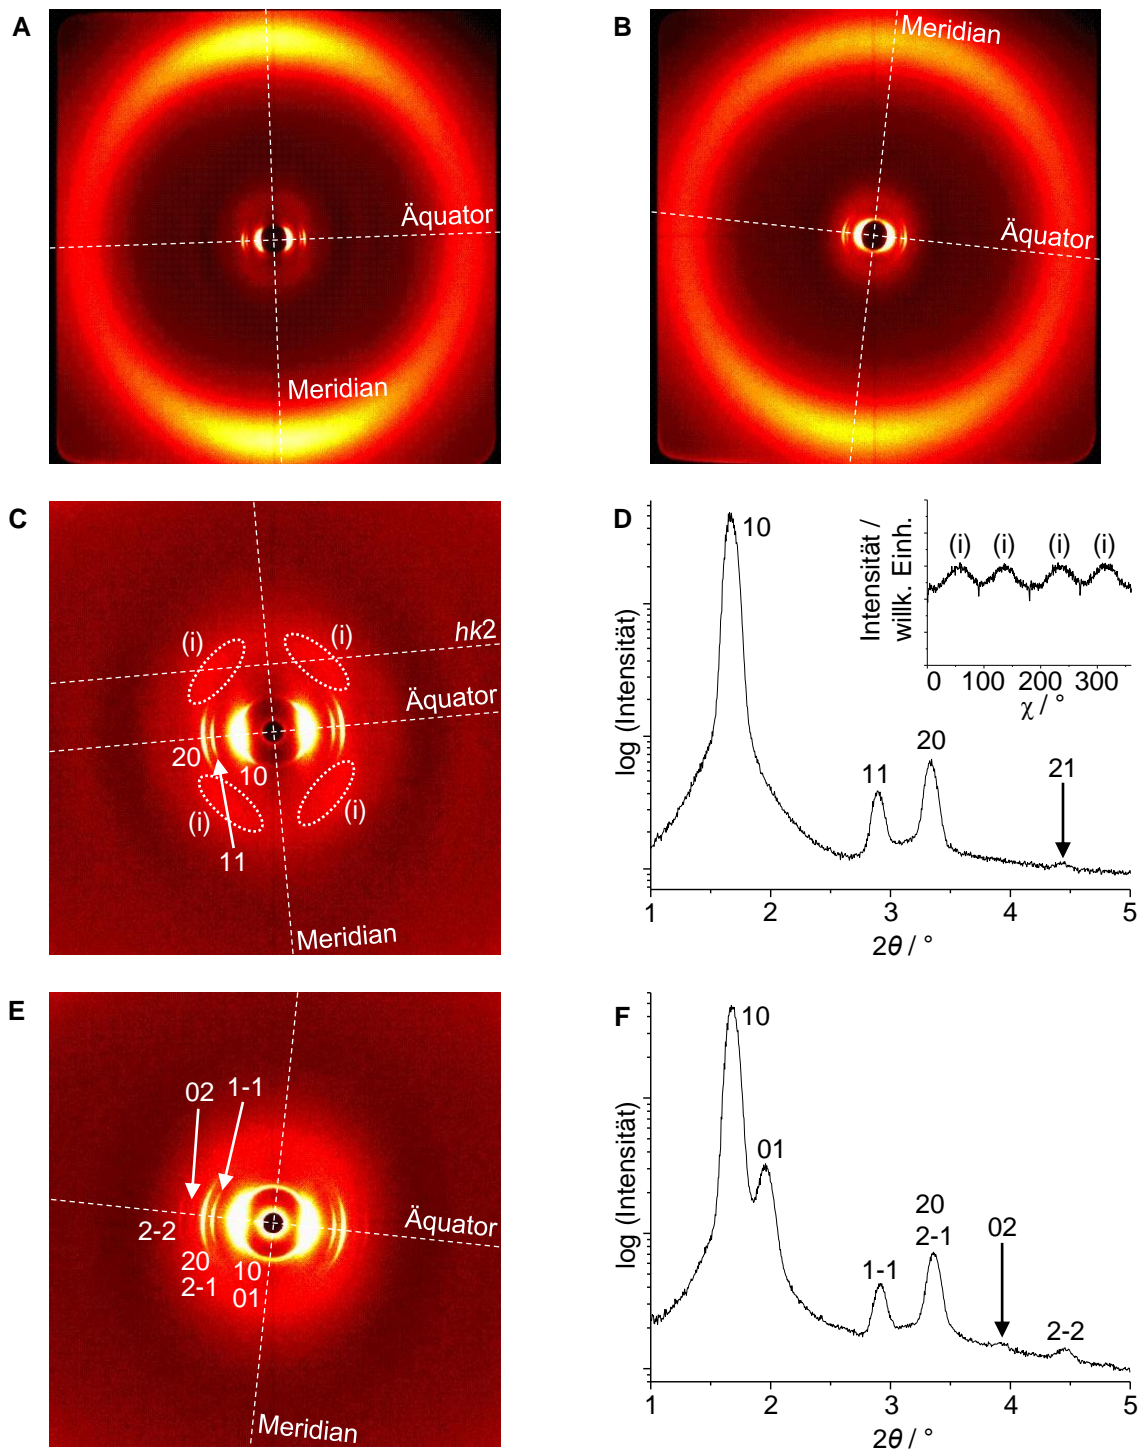 A
Meridian
Äquator
Meridian
B
Meridian
Äquator
C
(i)
(i)
hk2
Äquator
20
10
(i)
(i)
11
Meridian
D
10
11
20
21
log (Intensität)
1
2
3
4
5
2θ / °
Intensität /
willk. Einh.
(i)
(i)
(i)
(i)
0
100
200
300
χ / °
E
02
1-1
Äquator
2-2
20
2-1
10
01
Meridian
F
10
01
1-1
20
2-1
02
2-2
log (Intensität)
1
2
3
4
5
2θ / °